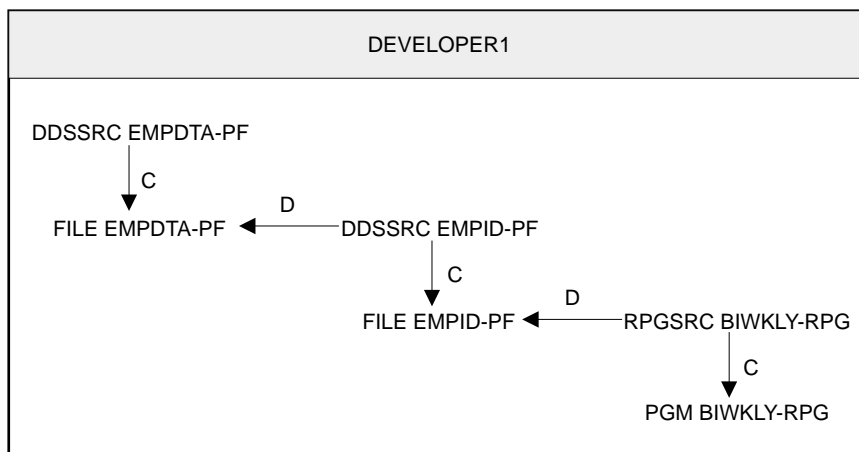 DEVELOPER1
DDSSRC EMPDTA-PF
C
FILE EMPDTA-PF
D
DDSSRC EMPID-PF
C
FILE EMPID-PF
D
RPGSRC BIWKLY-RPG
C
PGM BIWKLY-RPG